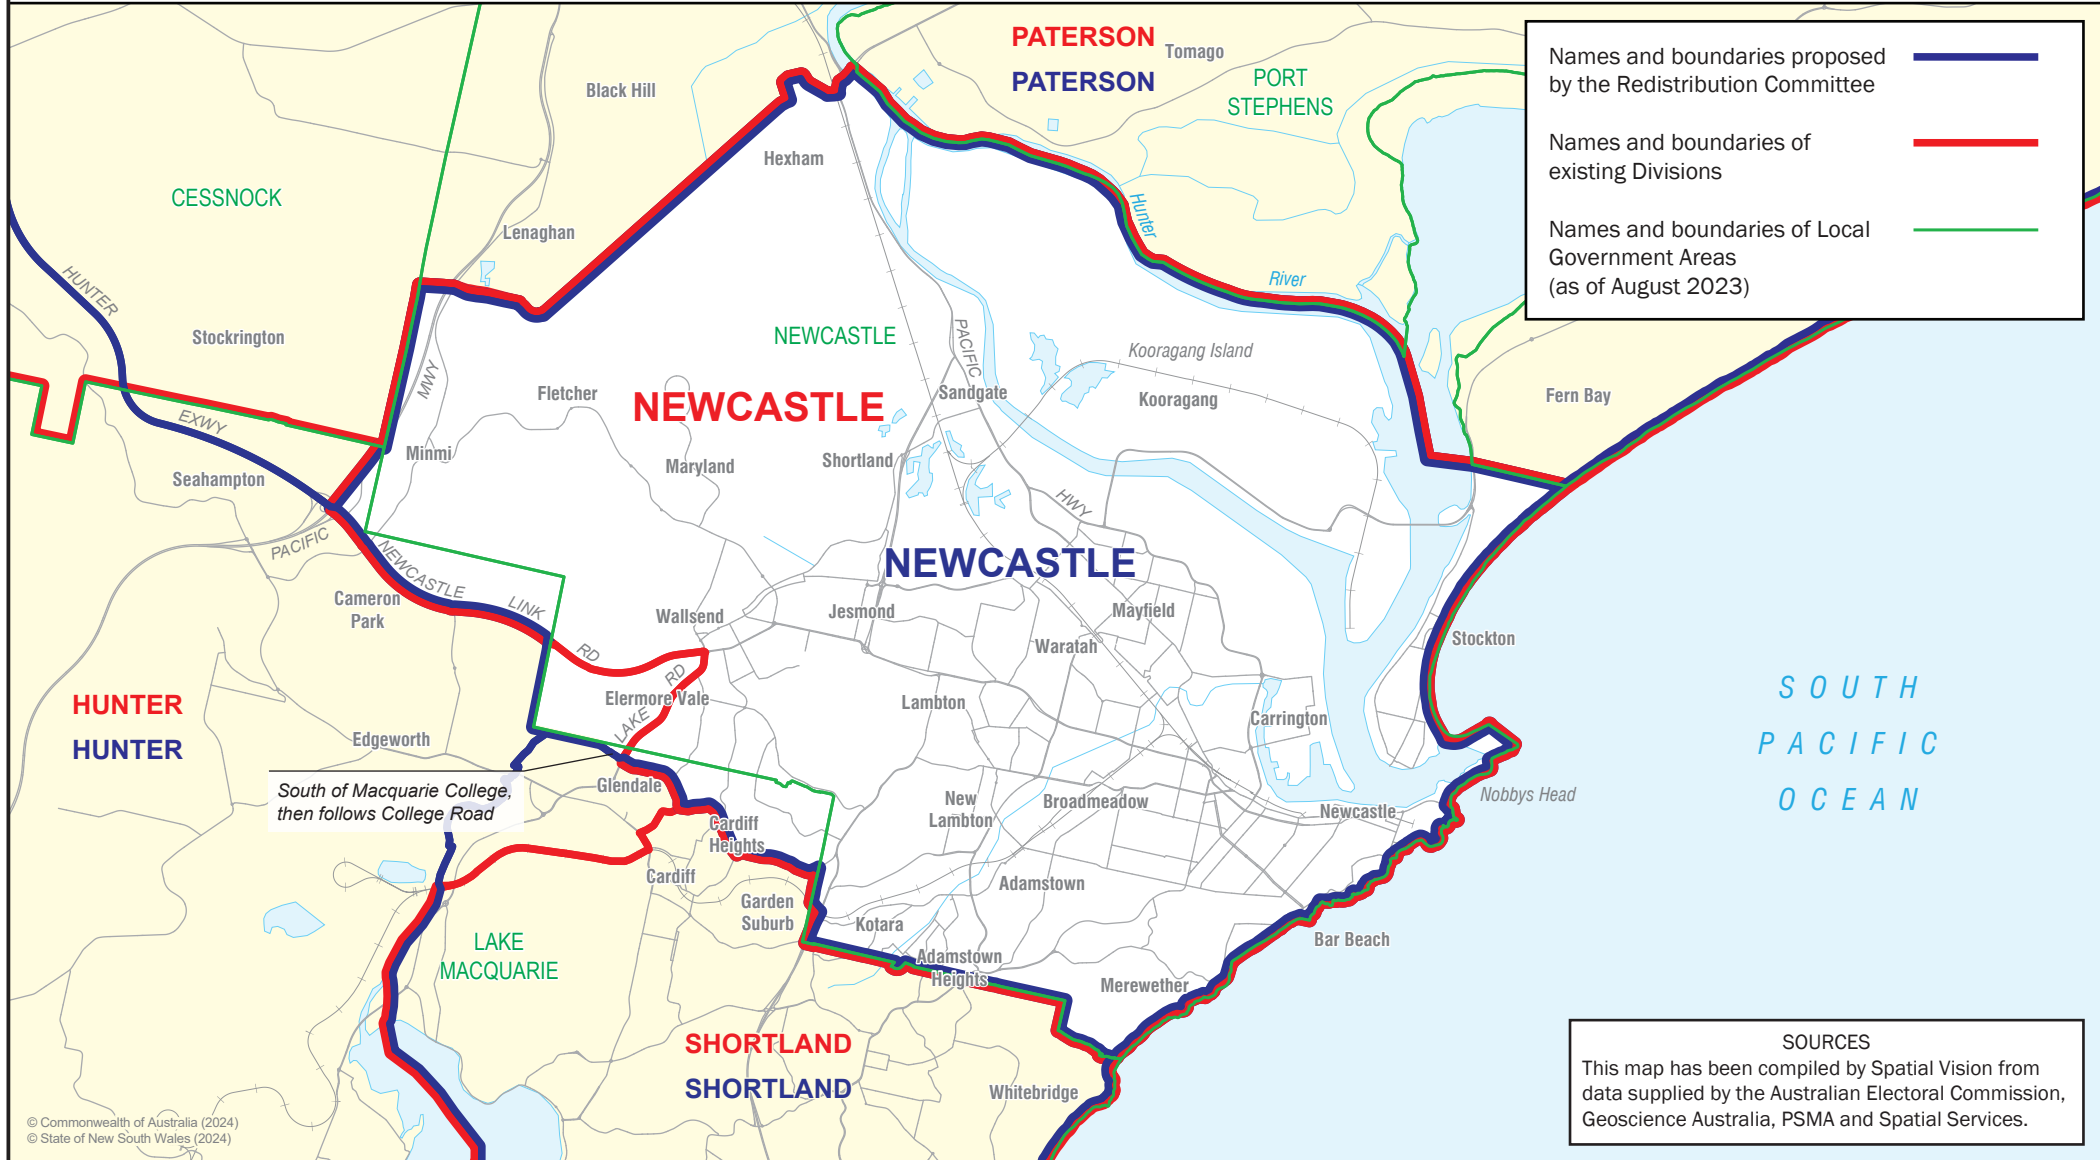 PATERSON
PATERSON
Tomago
PORT
STEPHENS
Black Hill
Hexham
CESSNOCK
Lenaghan
Hunter
River
HUNTER
Stockrington
NEWCASTLE
PACIFIC
Kooragang Island
MWY
Fletcher
NEWCASTLE
Sandgate
Kooragang
Fern Bay
EXWY
Minmi
Maryland
Shortland
Seahampton
HWY
PACIFIC
NEWCASTLE
NEWCASTLE
LINK
RD
Cameron
Park
Wallsend
Jesmond
Mayfield
Waratah
Stockton
HUNTER
HUNTER
RD
Elermore Vale
LAKE
Lambton
Carrington
Edgeworth
SOUTH
PACIFIC
OCEAN
South of Macquarie College,
then follows College Road
Glendale
Cardiff
Heights
New
Lambton
Broadmeadow
Newcastle
Nobbys Head
Cardiff
Adamstown
Garden
Suburb
Kotara
Bar Beach
LAKE
MACQUARIE
Adamstown
Heights
Merewether
SHORTLAND
SHORTLAND
Whitebridge
Names and boundaries proposed
by the Redistribution Committee
Names and boundaries of
existing Divisions
Names and boundaries of Local
Government Areas
(as of August 2023)
SOURCES
This map has been compiled by Spatial Vision from
data supplied by the Australian Electoral Commission,
Geoscience Australia, PSMA and Spatial Services.
© Commonwealth of Australia (2024)
© State of New South Wales (2024)